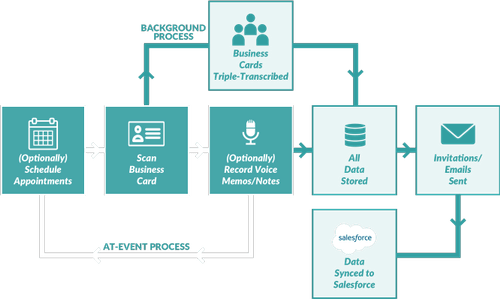 BACKGROUND
PROCESS
Business
Cards
Triple-Transcribed
(Optionally)
Schedule
Appointments
Scan
Business
Card
(Optionally)
Record Voice
Memos/Notes
All
Data
Stored
Invitations/
Emails
Sent
AT-EVENT PROCESS
salesforce
Data
Synced to
Salesforce